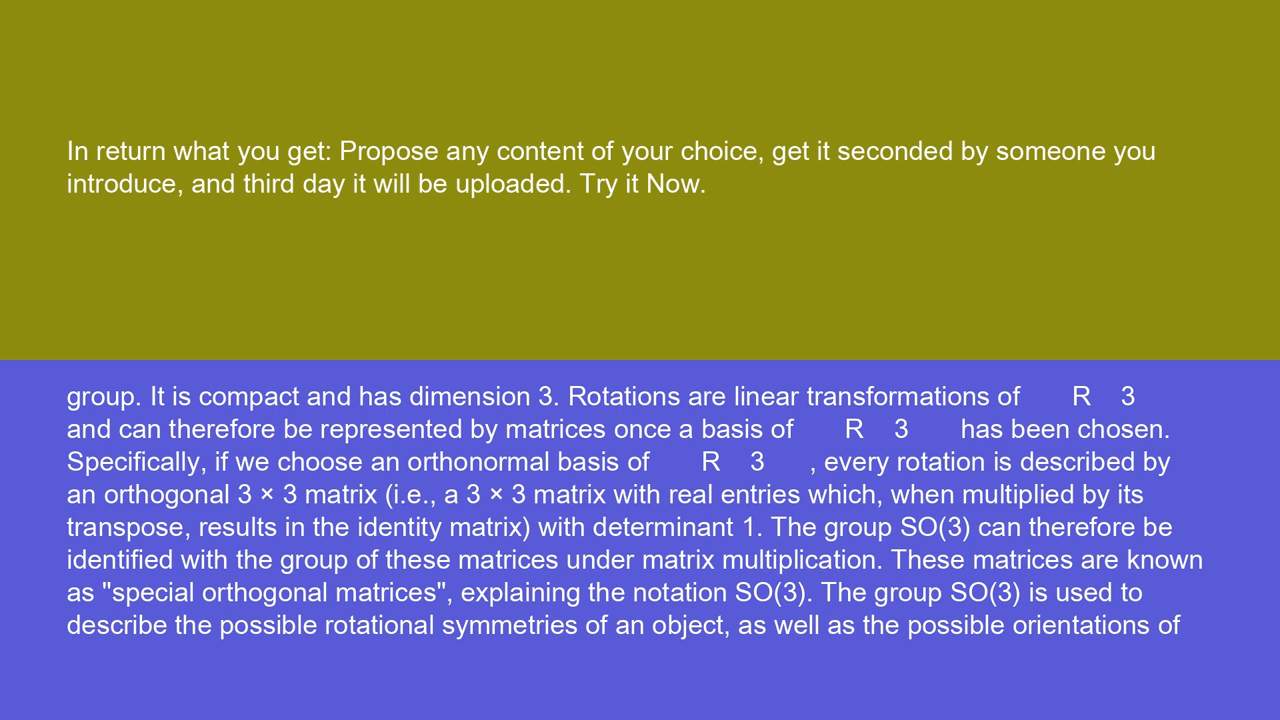 In return what you get: Propose any content of your choice, get it seconded by someone you
introduce, and third day it will be uploaded. Try it Now.
group. It is compact and has dimension 3. Rotations are linear transformations of R 3
and can therefore be represented by matrices once a basis of R 3 has been chosen.
Specifically, if we choose an orthonormal basis of R 3 , every rotation is described by
an orthogonal 3 × 3 matrix (i.e., a 3 × 3 matrix with real entries which, when multiplied by its
transpose, results in the identity matrix) with determinant 1. The group SO(3) can therefore be
identified with the group of these matrices under matrix multiplication. These matrices are known
as "special orthogonal matrices", explaining the notation SO(3). The group SO(3) is used to
describe the possible rotational symmetries of an object, as well as the possible orientations of